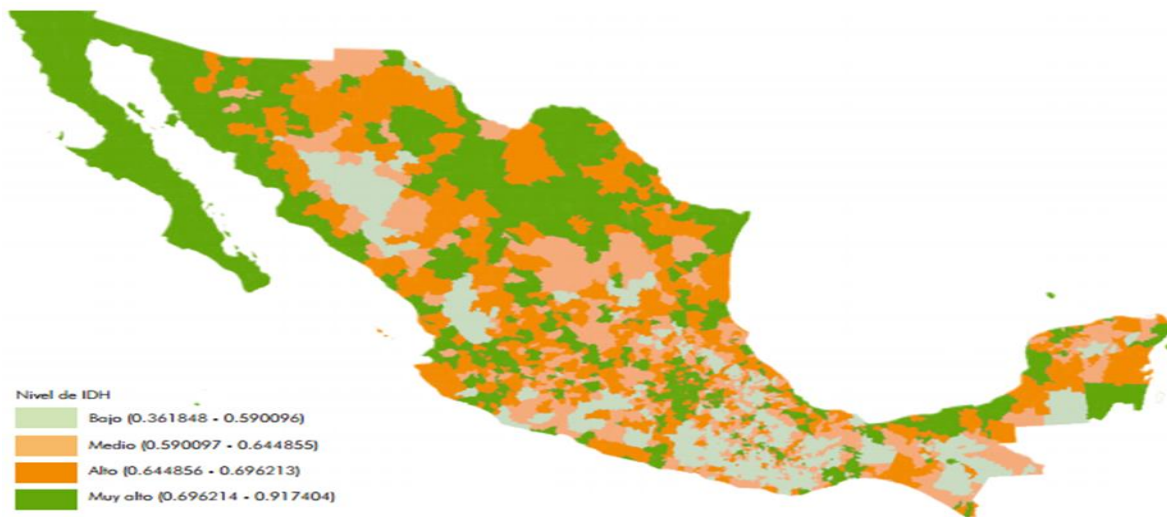 Nivel de IDH
Bajo (0.361848 - 0.590096)
Medio (0.590097 - 0.644855)
Alto (0.644856 - 0.696213)
Muy alto (0.696214 - 0.917404)